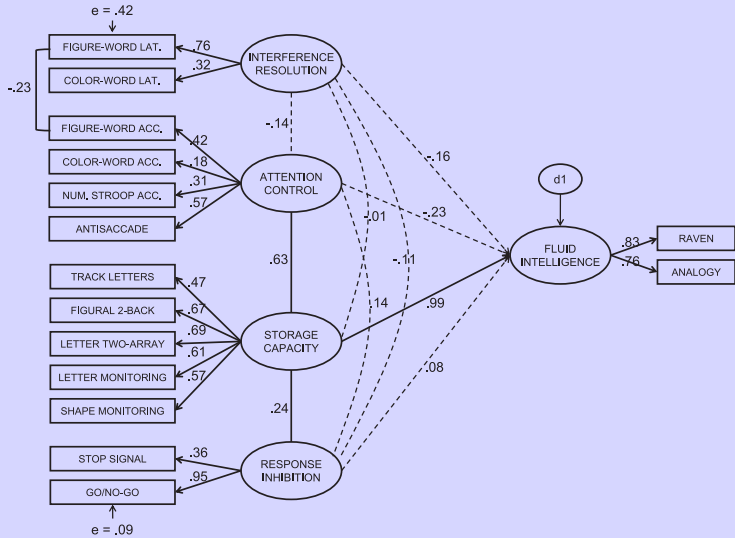 e = .42
FIGURE-WORD LAT.
.76
INTERFERENCE
RESOLUTION
COLOR-WORD LAT.
.32
-.23
-.14
FIGURE-WORD ACC.
.42
COLOR-WORD ACC.
.18
NUM. STROOP ACC.
.31
ANTISACCADE
.57
ATTENTION
CONTROL
-.16
-.23
-.01
-.11
.14
d1
FLUID
INTELLIGENCE
.83
RAVEN
.76
ANALOGY
.63
TRACK LETTERS
.47
FIGURAL 2-BACK
.67
LETTER TWO-ARRAY
.69
LETTER MONITORING
.61
SHAPE MONITORING
.57
STORAGE
CAPACITY
.99
.08
.24
STOP SIGNAL
.36
GO/NO-GO
.95
RESPONSE
INHIBITION
e = .09